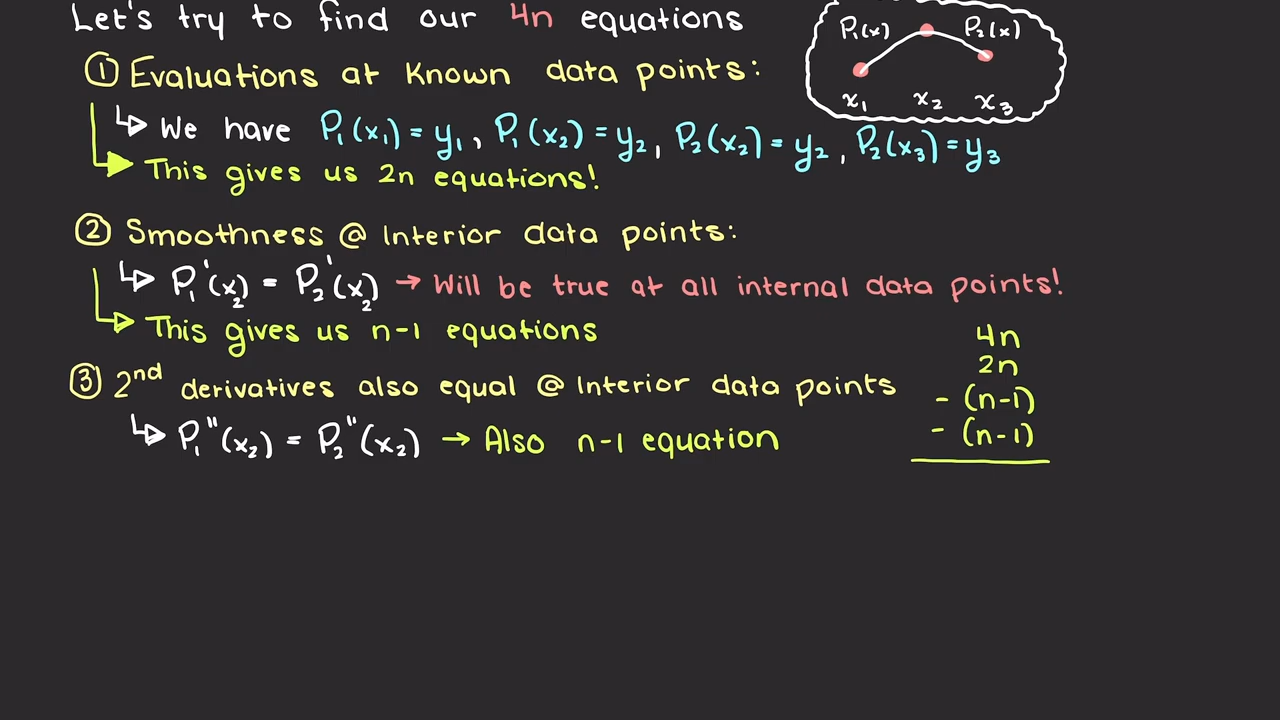 Let's try to find our 4n equations
P₁(x) P₂(x)
x₁ x₂ x₃
① Evaluations at Known data points:
We have P₁(x₁) = y₁, P₁(x₂) = y₂, P₂(x₂) = y₂, P₂(x₃) = y₃
This gives us 2n equations!
② Smoothness @ Interior data points:
P₁'(x₂) = P₂'(x₂) → Will be true at all internal data points!
This gives us n-1 equations
③ 2nd derivatives also equal @ Interior data points
P₁"(x₂) = P₂"(x₂) → Also n-1 equation
4n
2n
- (n-1)
- (n-1)